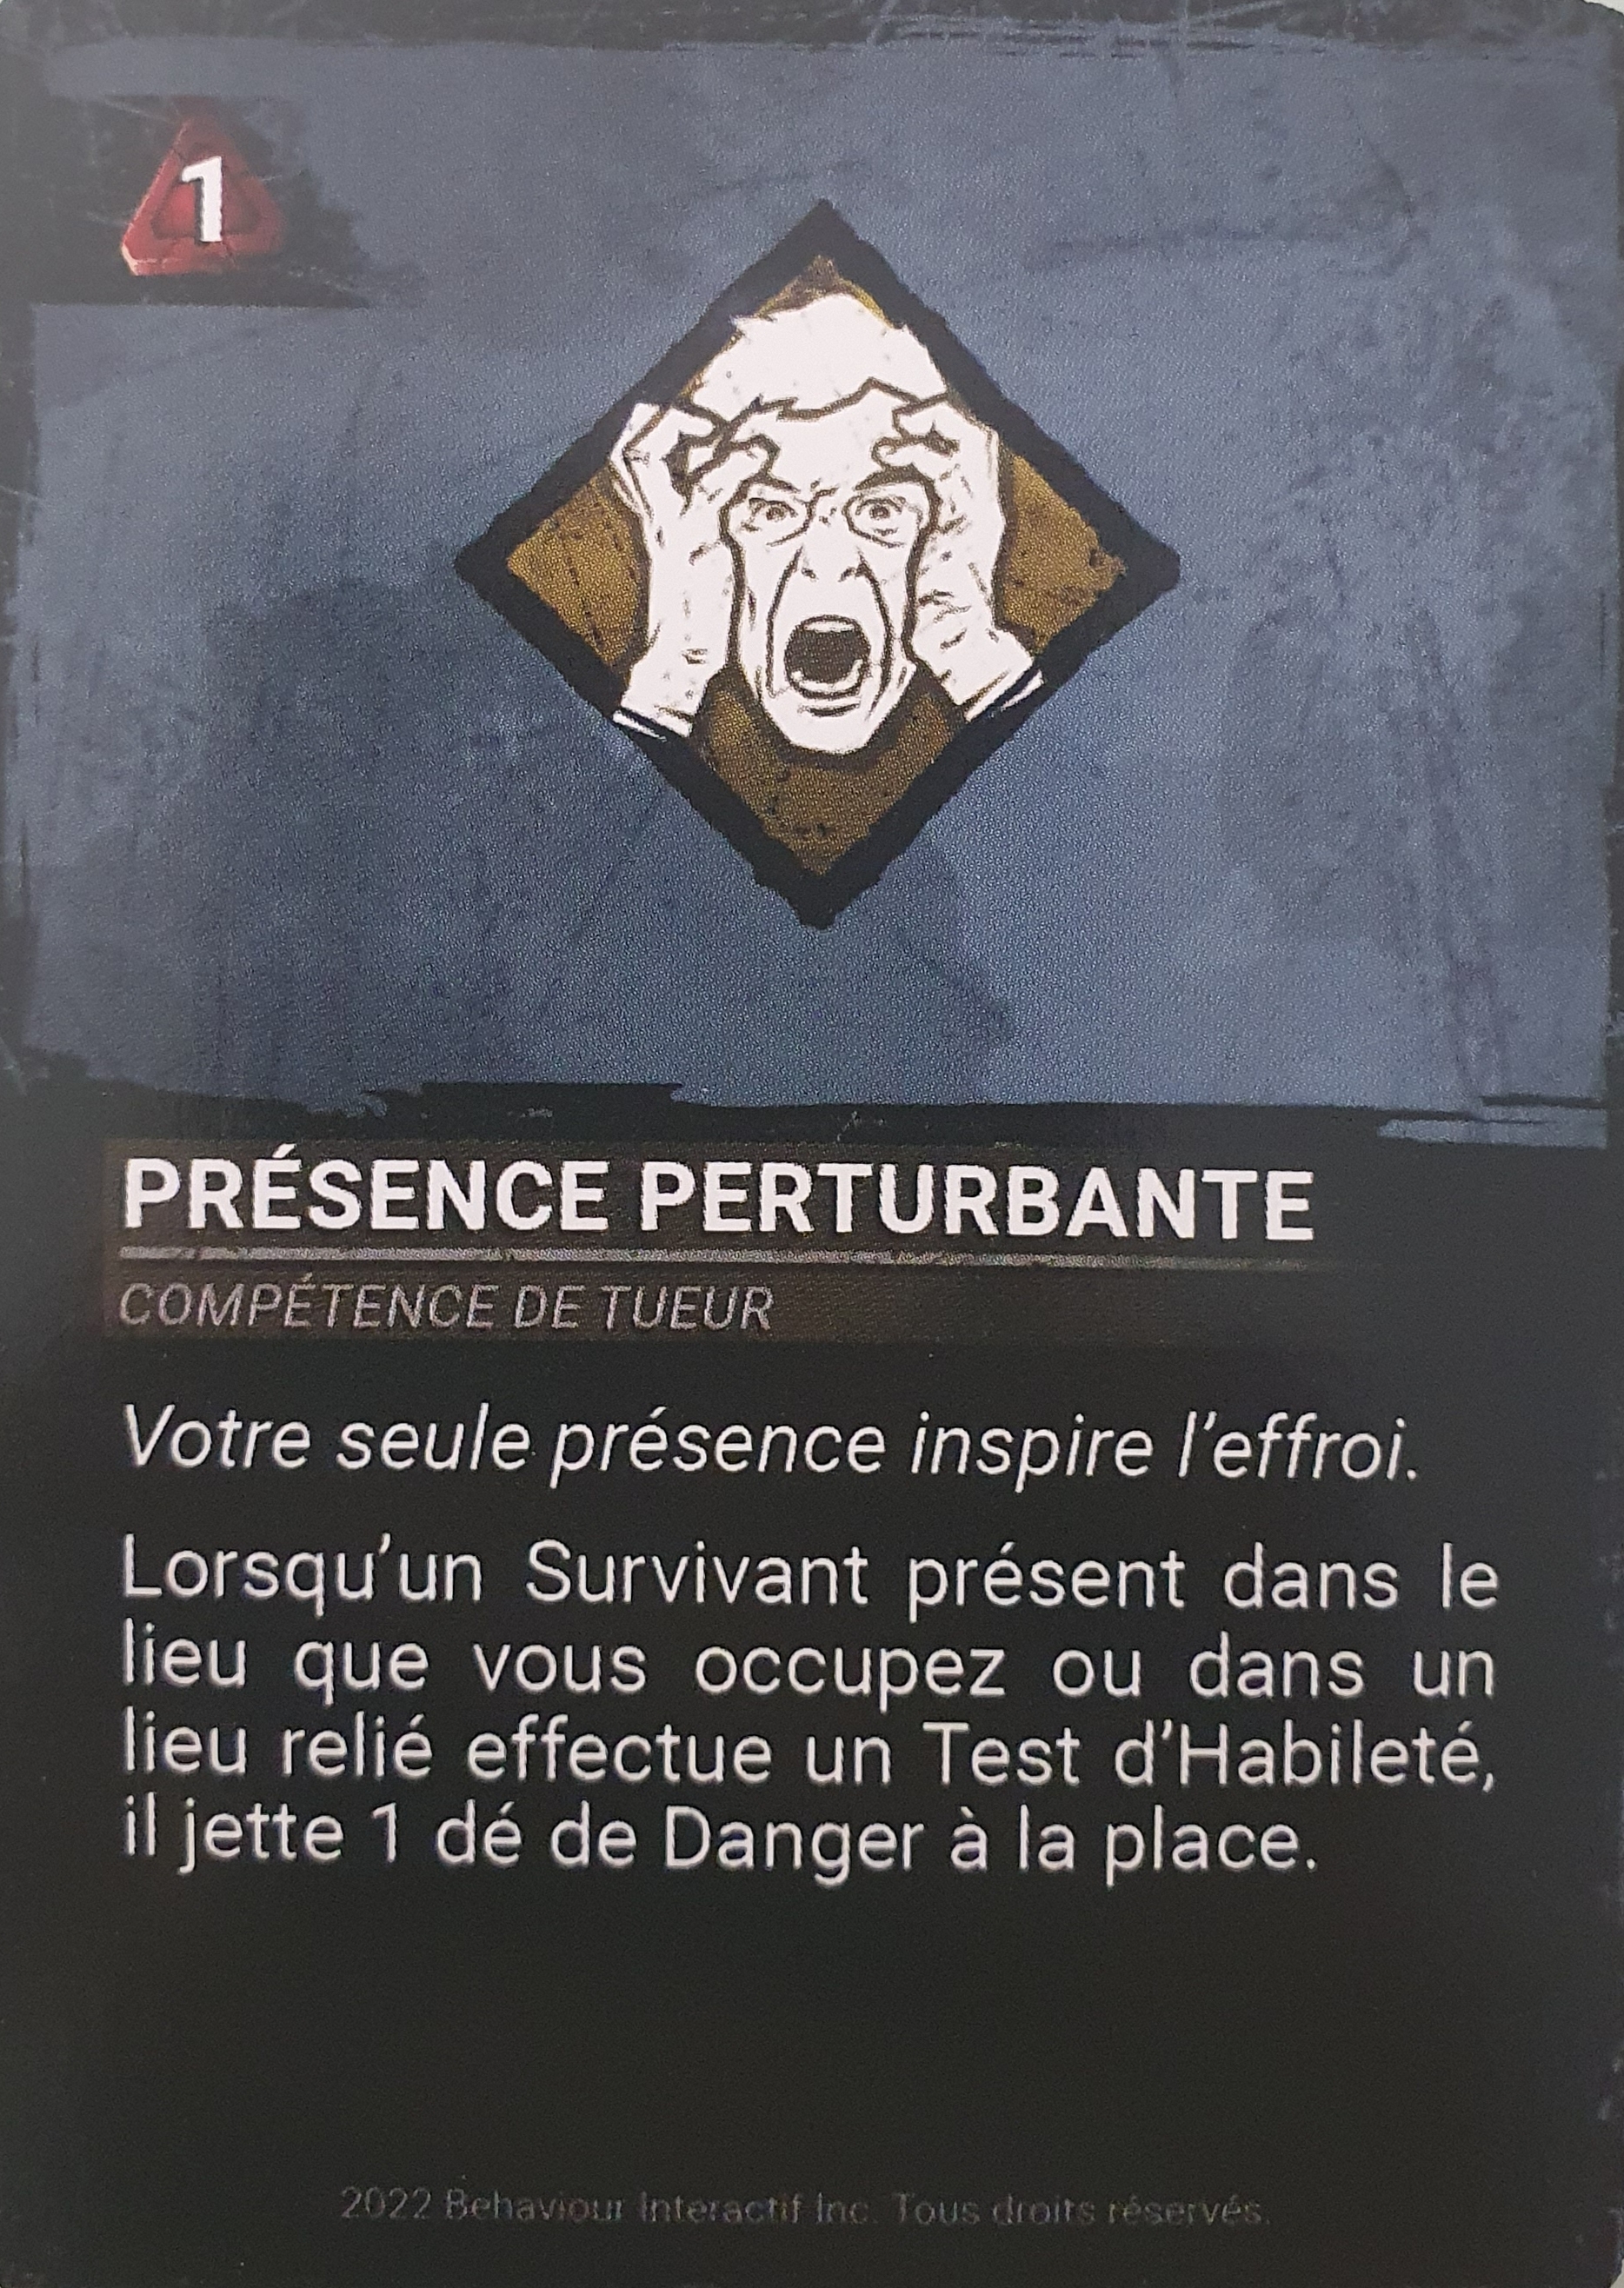 1
PRÉSENCE PERTURBANTE
COMPÉTENCE DE TUEUR
Votre seule présence inspire l'effroi.
Lorsqu'un Survivant présent dans le
lieu que vous occupez ou dans un
lieu relié effectue un Test d'Habileté,
il jette 1 dé de Danger à la place.
2022 Behaviour Interactif Inc. Tous droits réservés.